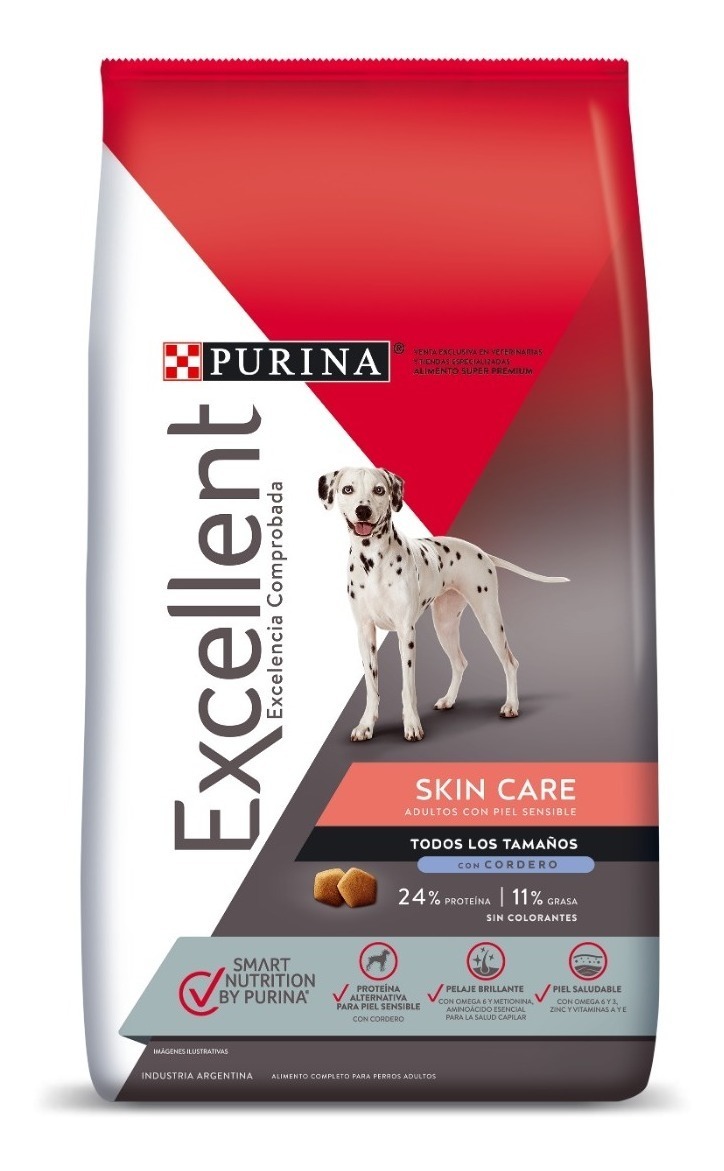 PURINA®
VENTA EXCLUSIVA EN VETERINARIAS
Y TIENDAS ESPECIALIZADAS
ALIMENTO SUPER PREMIUM
Excellent
Excelencia Comprobada
SKIN CARE
ADULTOS CON PIEL SENSIBLE
TODOS LOS TAMAÑOS
CON CORDERO
24% PROTEÍNA | 11% GRASA
SIN COLORANTES
SMART
NUTRITION
BY PURINA®
PROTEÍNA
ALTERNATIVA
PARA PIEL SENSIBLE
CON CORDERO
PELAJE BRILLANTE
CON OMEGA 6 Y METIONINA,
AMINOÁCIDO ESENCIAL
PARA LA SALUD CAPILAR
PIEL SALUDABLE
CON OMEGA 6 Y 3,
ZINC Y VITAMINAS A Y E
IMÁGENES ILUSTRATIVAS
INDUSTRIA ARGENTINA
ALIMENTO COMPLETO PARA PERROS ADULTOS